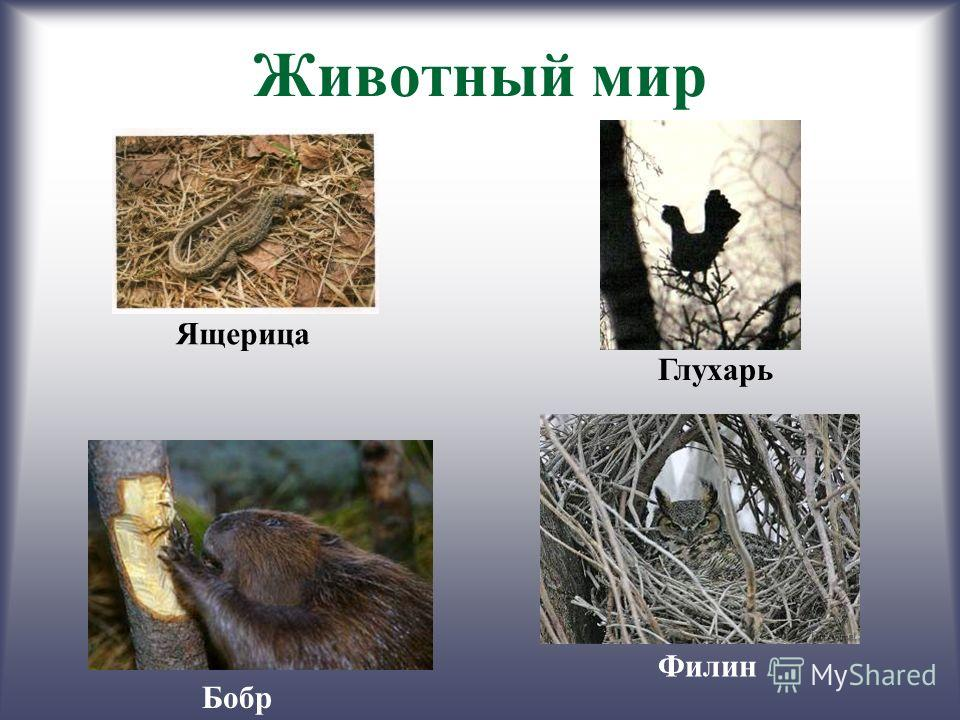 Животный мир
Ящерица
Глухарь
Бобр
Филин
MyShared